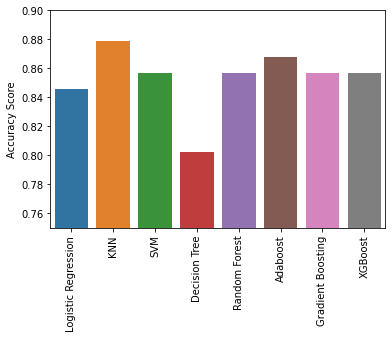 0.90
0.88
0.86
0.84
0.82
0.80
0.78
0.76
Accuracy Score
Logistic Regression
KNN
SVM
Decision Tree
Random Forest
Adaboost
Gradient Boosting
XGBoost